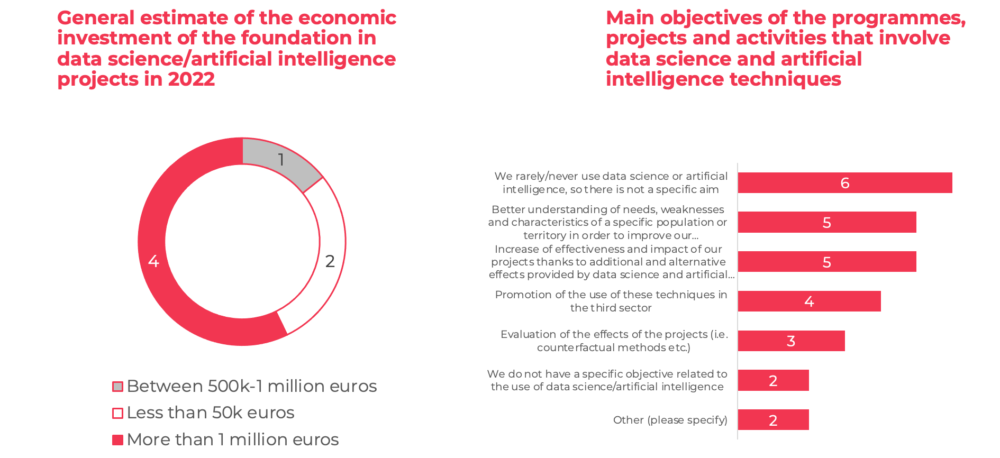 General estimate of the economic
investment of the foundation in
data science/artificial intelligence
projects in 2022
1
2
4
Between 500k-1 million euros
Less than 50k euros
More than 1 million euros
Main objectives of the programmes,
projects and activities that involve
data science and artificial
intelligence techniques
We rarely/never use data science or artificial
intelligence, so there is not a specific aim
6
Better understanding of needs, weaknesses
and characteristics of a specific population or
territory in order to improve our...
5
Increase of effectiveness and impact of our
projects thanks to additional and alternative
effects provided by data science and artificial...
5
Promotion of the use of these techniques in
the third sector
4
Evaluation of the effects of the projects (i.e.
counterfactual methods etc.)
3
We do not have a specific objective related to
the use of data science/artificial intelligence
2
Other (please specify)
2